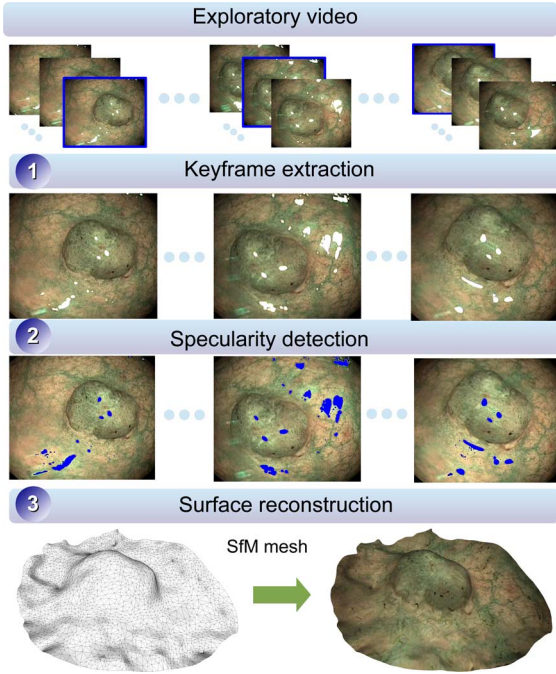 Exploratory video
1 Keyframe extraction
2 Specularity detection
3 Surface reconstruction
SfM mesh